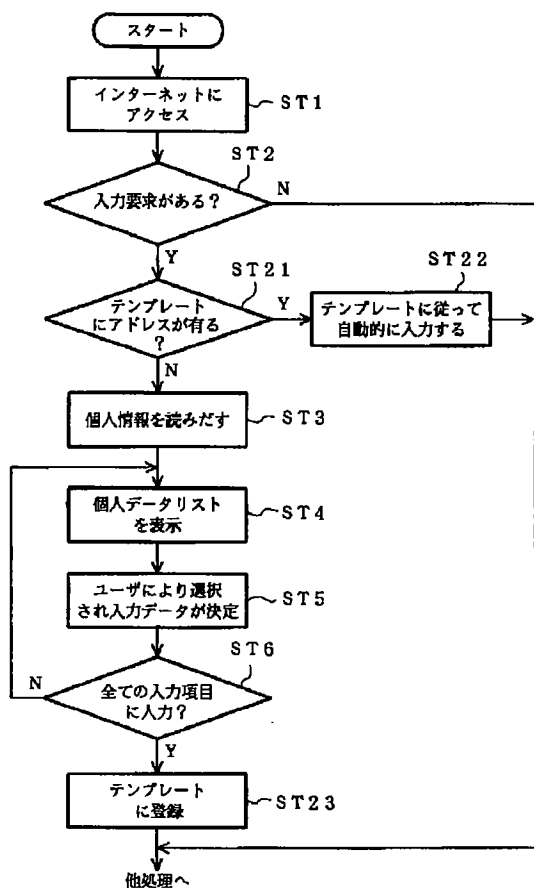 スタート
インターネットに
アクセス
ST1
ST2
入力要求がある?
N
Y
ST21
テンプレート
にアドレスが有る
?
Y
N
ST22
テンプレートに従って
自動的に入力する
個人情報を読みだす
ST3
個人データリスト
を表示
ST4
ユーザにより選択
され入力データが決定
ST5
ST6
N
全ての入力項目
に入力?
Y
テンプレート
に登録
ST23
他処理へ